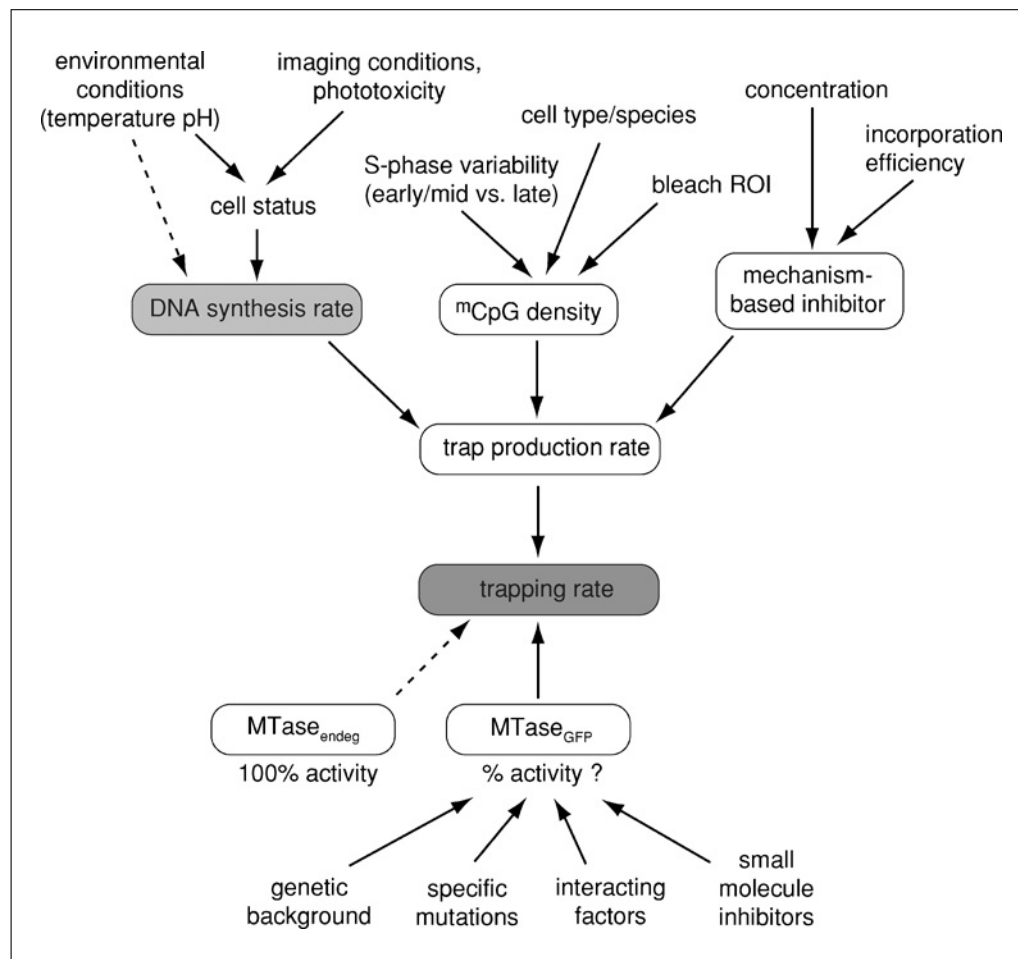 environmental
conditions
(temperature pH)
imaging conditions,
phototoxicity
cell type/species
concentration
incorporation
efficiency
S-phase variability
(early/mid vs. late)
bleach ROI
cell status
DNA synthesis rate
mCpG density
mechanism-
based inhibitor
trap production rate
trapping rate
MTaseendeg
100% activity
MTaseGFP
% activity ?
genetic
background
specific
mutations
interacting
factors
small
molecule
inhibitors